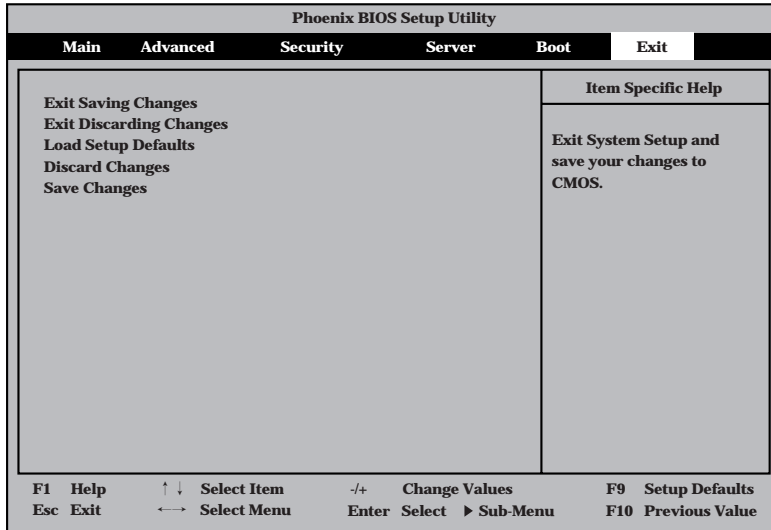 Phoenix BIOS Setup Utility
Main Advanced Security Server Boot Exit
Exit Saving Changes
Exit Discarding Changes
Load Setup Defaults
Discard Changes
Save Changes
Item Specific Help
Exit System Setup and
save your changes to
CMOS.
F1 Help ↑↓ Select Item -/+ Change Values F9 Setup Defaults
Esc Exit ←→ Select Menu Enter Select ▶ Sub-Menu F10 Previous Value